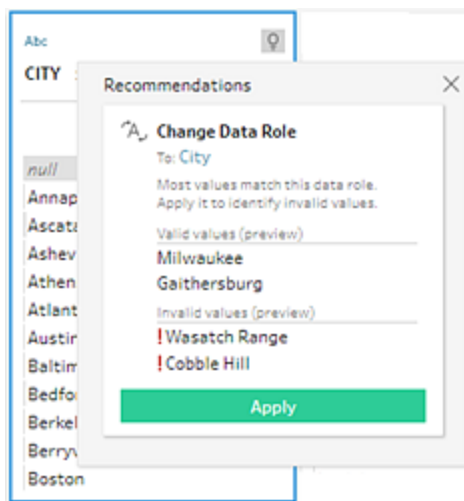 Abc
CITY
Recommendations
Change Data Role
To: City
Most values match this data role.
Apply it to identify invalid values.
Valid values (preview)
Milwaukee
Gaithersburg
Invalid values (preview)
! Wasatch Range
! Cobble Hill
Apply
null
Annap
Ascata
Ashev
Athen
Atlant
Austin
Baltim
Bedfo
Berkel
Berryv
Boston